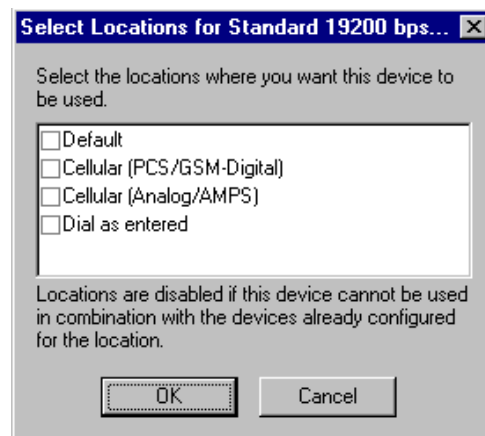 Select Locations for Standard 19200 bps...
Select the locations where you want this device to
be used.
Default
Cellular (PCS/GSM-Digital)
Cellular (Analog/AMPS)
Dial as entered
Locations are disabled if this device cannot be used
in combination with the devices already configured
for the location.
OK
Cancel